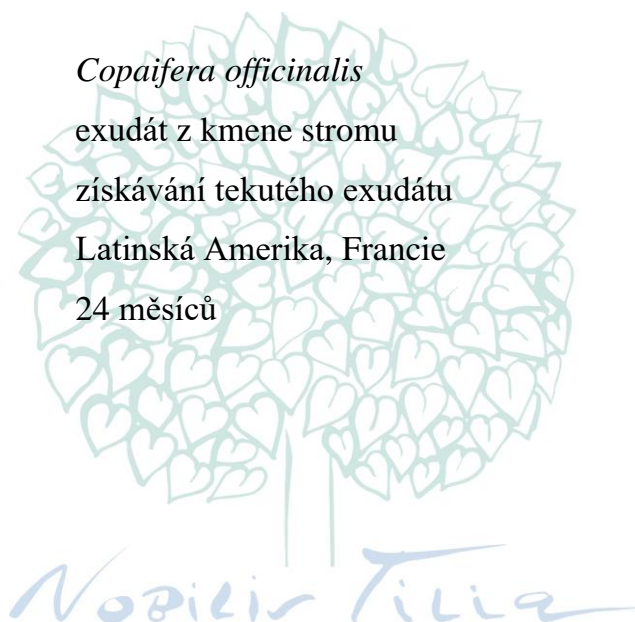 Copaifera officinalis
exudát z kmene stromu
získávání tekutého exudátu
Latinská Amerika, Francie
24 měsíců
Nobilis Tilia